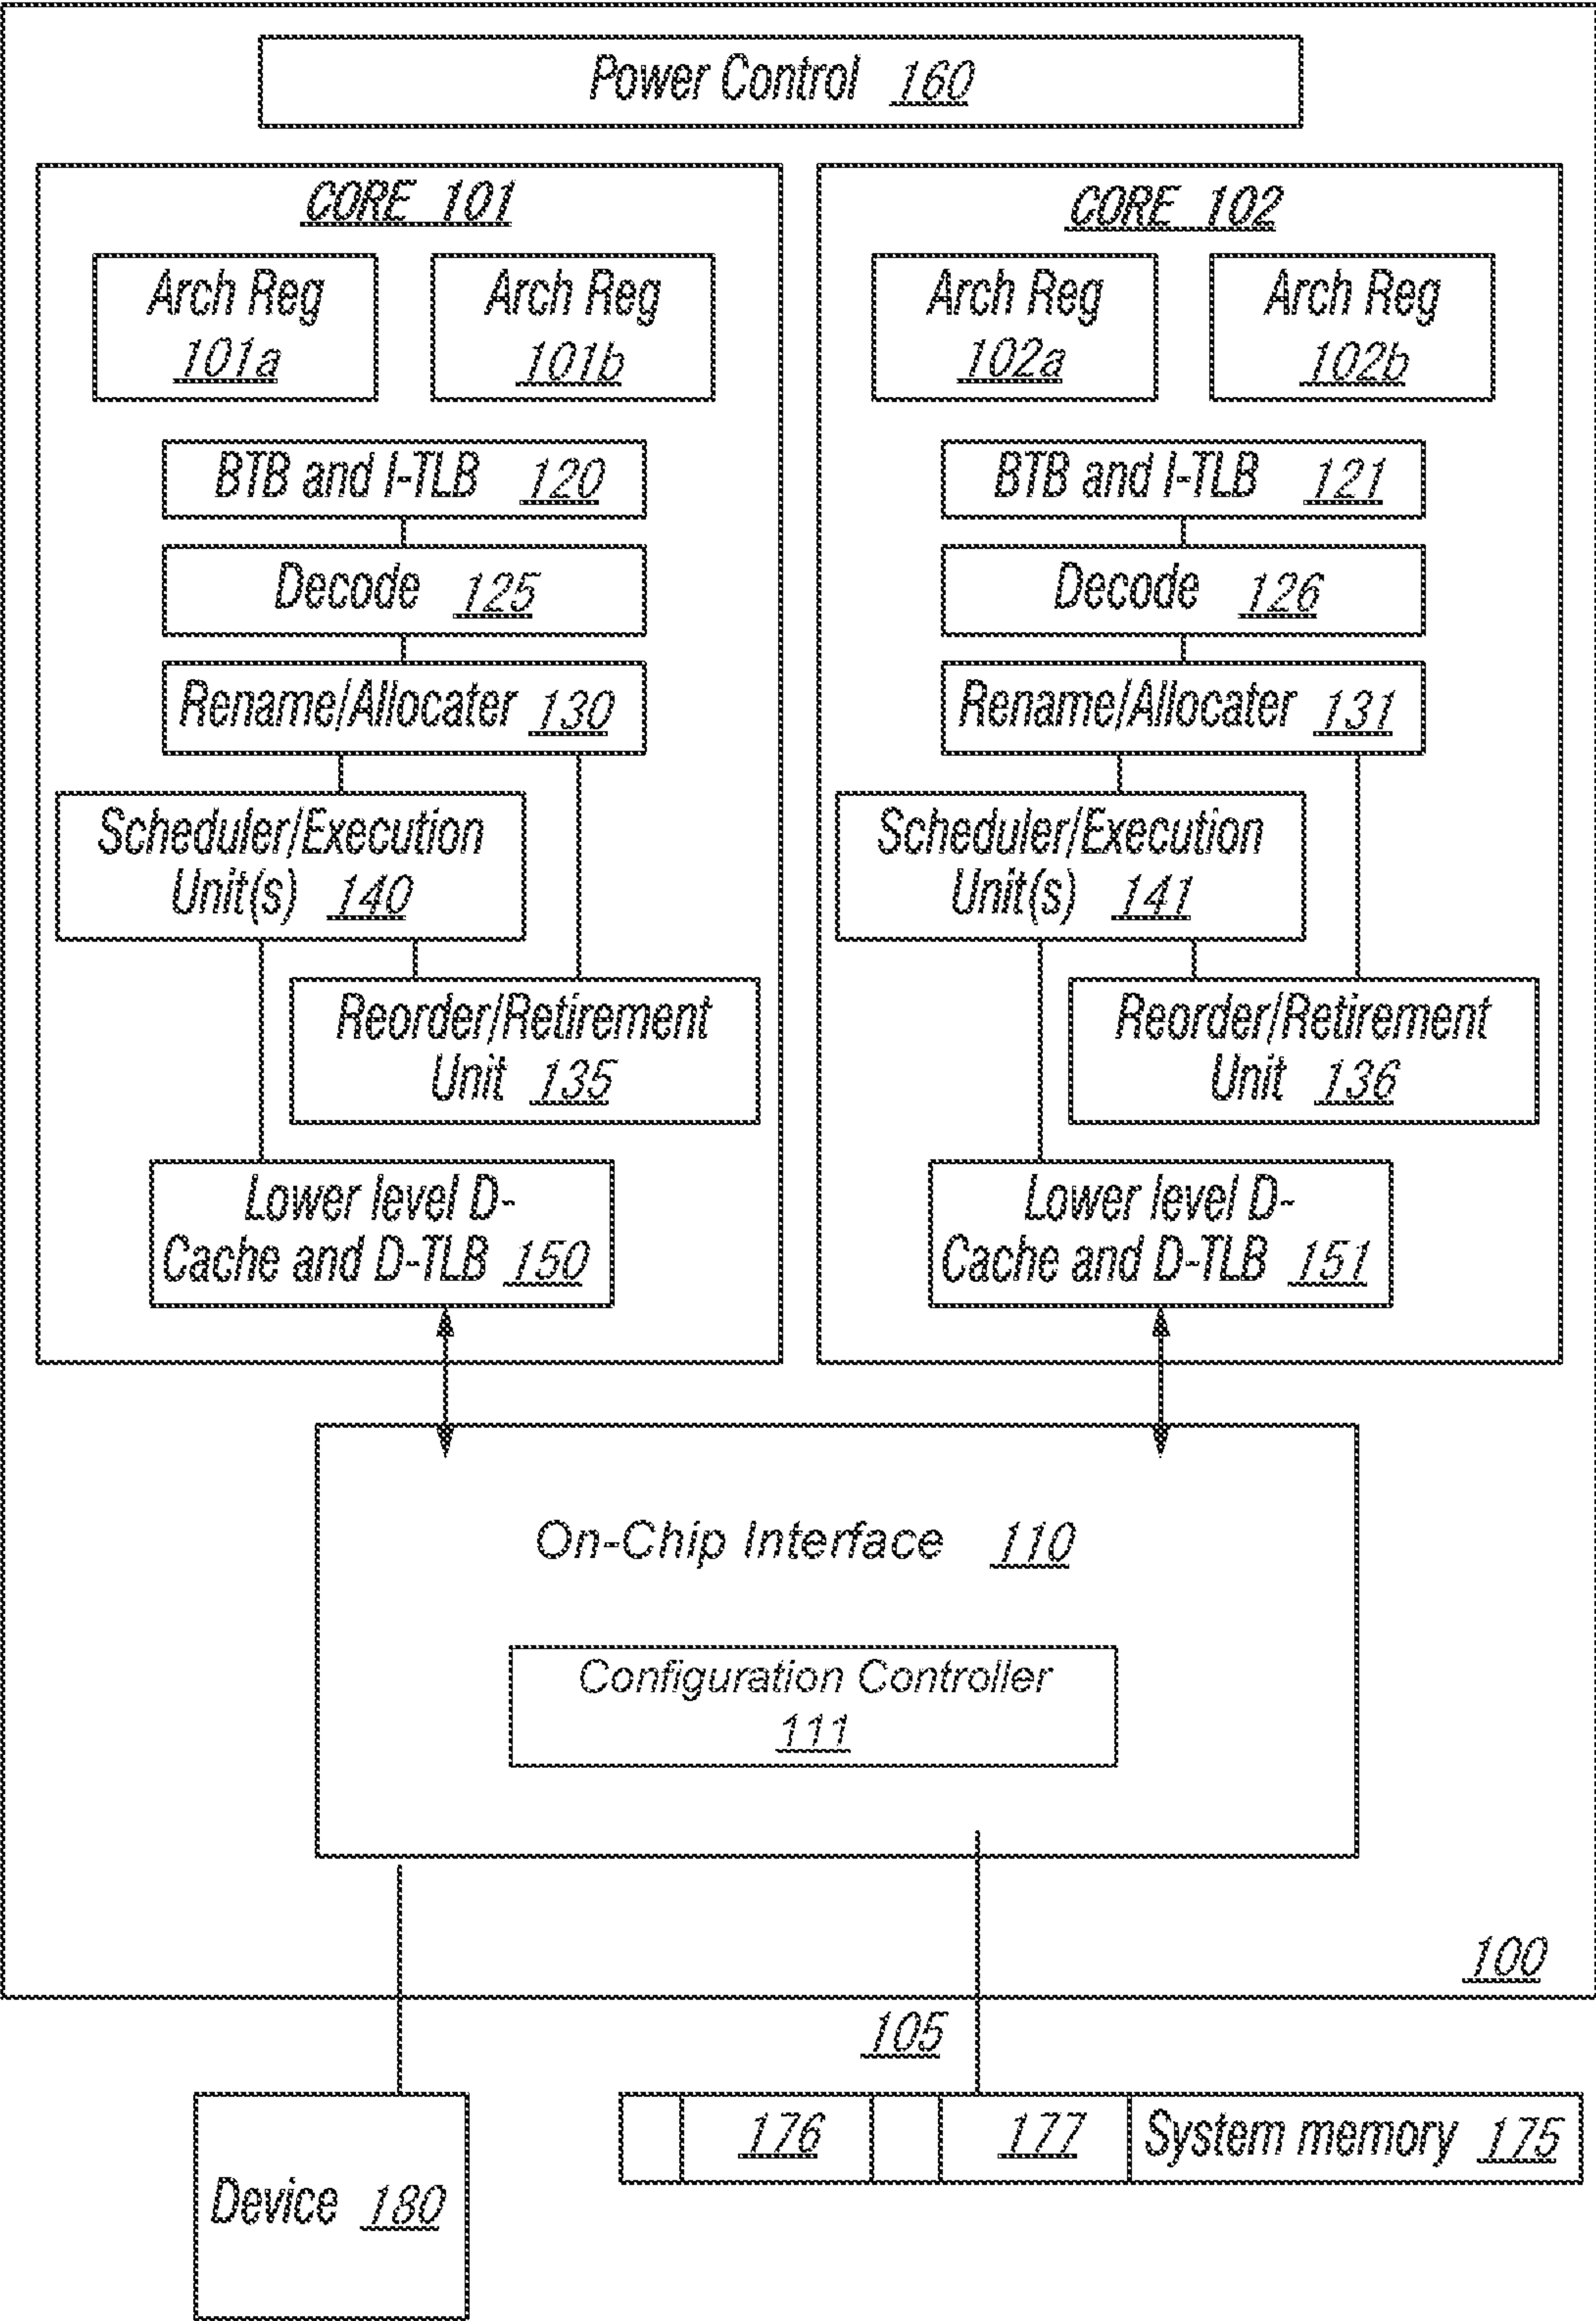 Power Control 160
CORE 101
Arch Reg
101a
Arch Reg
101b
BTB and I-TLB 120
Decode 125
Rename/Allocater 130
Scheduler/Execution
Unit(s) 140
Reorder/Retirement
Unit 135
Lower level D-
Cache and D-TLB 150
CORE 102
Arch Reg
102a
Arch Reg
102b
BTB and I-TLB 121
Decode 126
Rename/Allocater 131
Scheduler/Execution
Unit(s) 141
Reorder/Retirement
Unit 136
Lower level D-
Cache and D-TLB 151
On-Chip Interface 110
Configuration Controller
111
100
105
176
177
System memory 175
Device 180